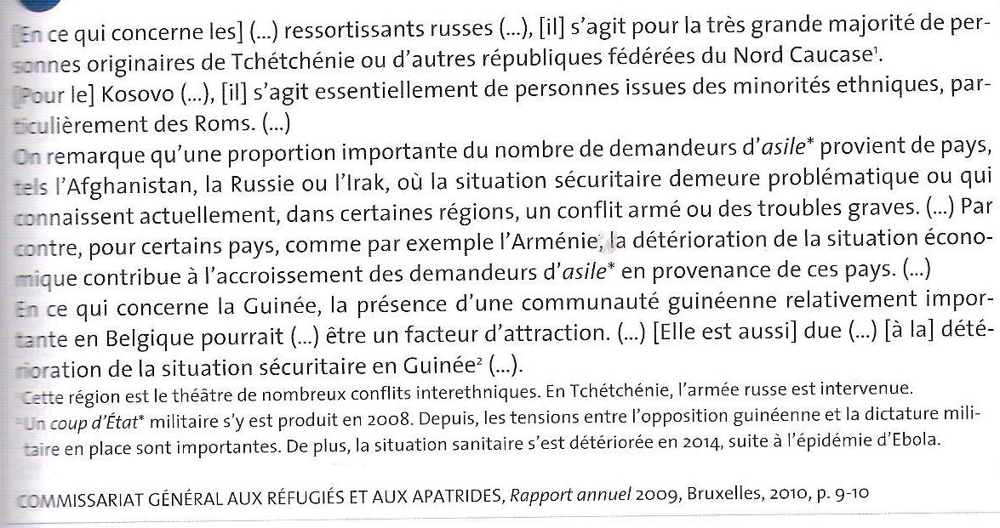 [En ce qui concerne les] (...) ressortissants russes (...), [il] s'agit pour la très grande majorité de per-
sonnes originaires de Tchétchénie ou d'autres républiques fédérées du Nord Caucase¹.
[Pour le] Kosovo (...), [il] s'agit essentiellement de personnes issues des minorités ethniques, par-
ticulièrement des Roms. (...)
On remarque qu'une proportion importante du nombre de demandeurs d'asile* provient de pays,
tels l'Afghanistan, la Russie ou l'Irak, où la situation sécuritaire demeure problématique ou qui
connaissent actuellement, dans certaines régions, un conflit armé ou des troubles graves. (...) Par
contre, pour certains pays, comme par exemple l'Arménie, la détérioration de la situation écono-
mique contribue à l'accroissement des demandeurs d'asile* en provenance de ces pays. (...)
En ce qui concerne la Guinée, la présence d'une communauté guinéenne relativement impor-
tante en Belgique pourrait (...) être un facteur d'attraction. (...) [Elle est aussi] due (...) [à la] dété-
rioration de la situation sécuritaire en Guinée² (...).
¹Cette région est le théâtre de nombreux conflits interethniques. En Tchétchénie, l'armée russe est intervenue.
²Un coup d'État* militaire s'y est produit en 2008. Depuis, les tensions entre l'opposition guinéenne et la dictature mili-
taire en place sont importantes. De plus, la situation sanitaire s'est détériorée en 2014, suite à l'épidémie d'Ebola.
COMMISSARIAT GÉNÉRAL AUX RÉFUGIÉS ET AUX APATRIDES, Rapport annuel 2009, Bruxelles, 2010, p. 9-10